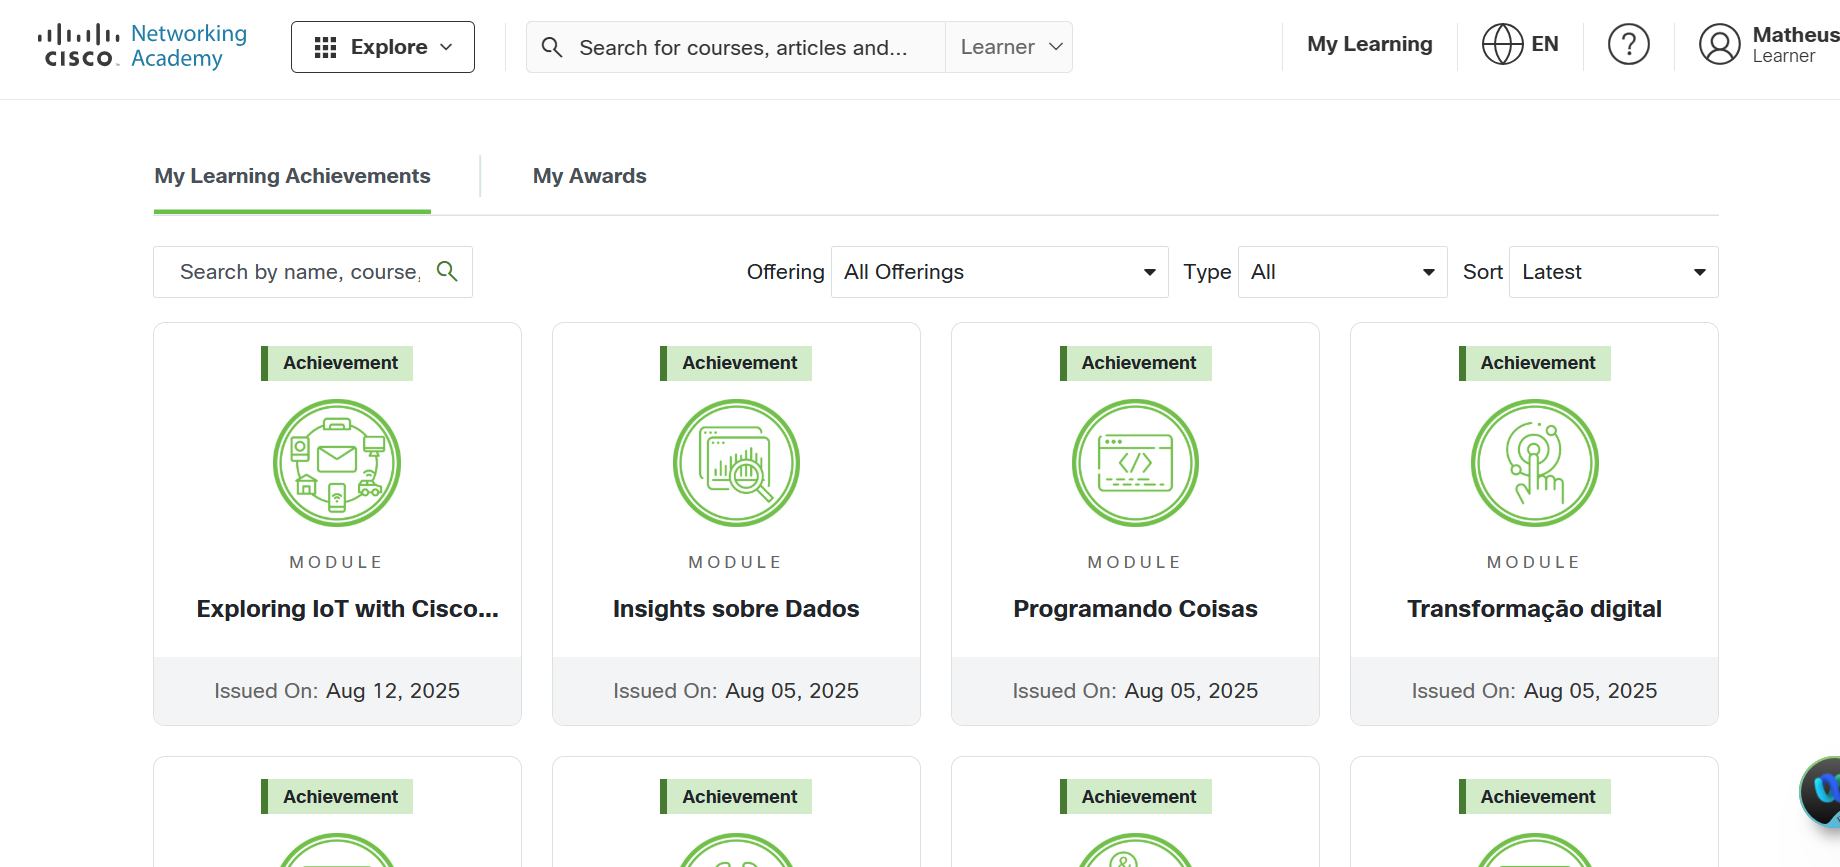 CISCO
Networking
Academy
Explore
Search for courses, articles and...
Learner
My Learning
EN
?
Matheus
Learner
My Learning Achievements
My Awards
Search by name, course,
Offering
All Offerings
Type
All
Sort
Latest
Achievement
Achievement
Achievement
Achievement
MODULE
MODULE
MODULE
MODULE
Exploring IoT with Cisco...
Insights sobre Dados
Programando Coisas
Transformação digital
Issued On: Aug 12, 2025
Issued On: Aug 05, 2025
Issued On: Aug 05, 2025
Issued On: Aug 05, 2025
Achievement
Achievement
Achievement
Achievement
&